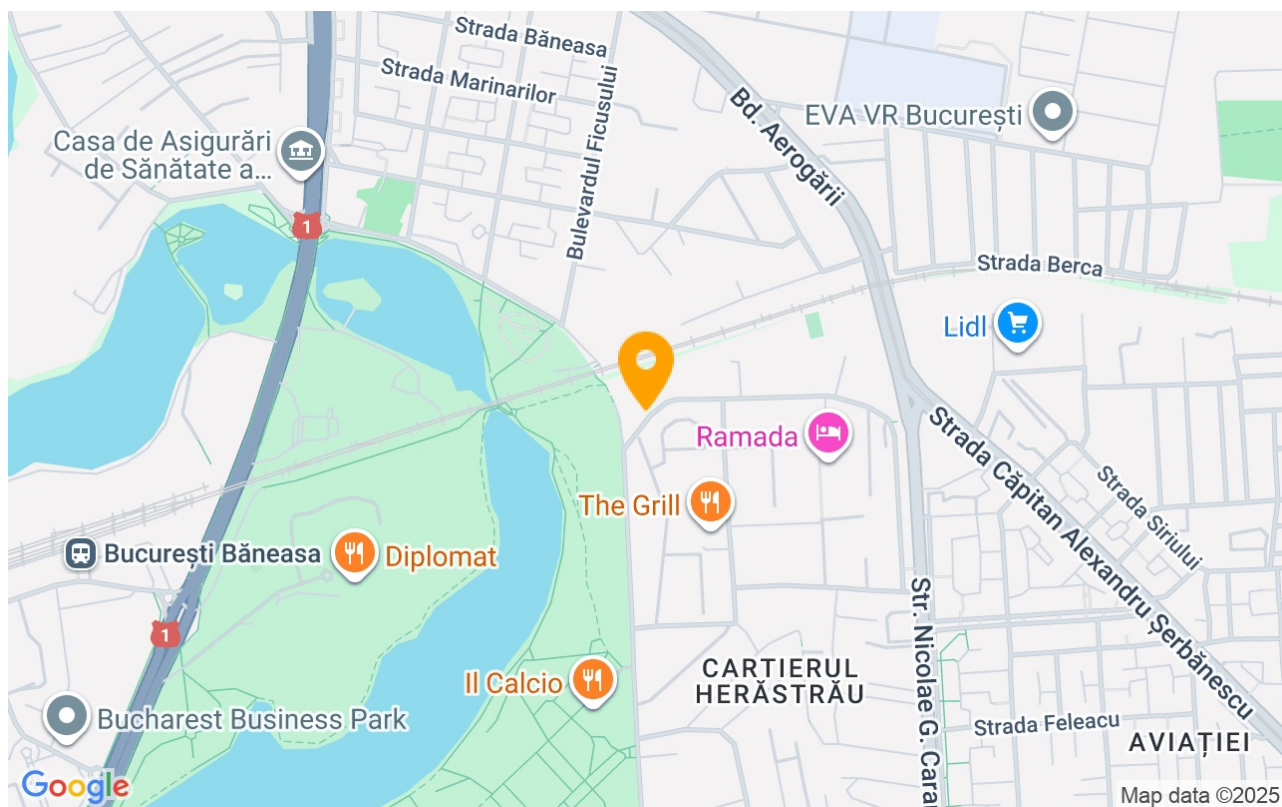 Strada Băneasa
Strada Marinarilor
Bulevardul Ficusului
Bd. Aerogării
EVA VR București
Casa de Asigurări
de Sănătate a...
1
Strada Berca
Lidl
Ramada
The Grill
Strada Căpitan Alexandru Șerbănescu
Strada Siriului
București Băneasa
Diplomat
1
Str. Nicolae G. Caran
Il Calcio
CARTIERUL
HERĂSTRĂU
Bucharest Business Park
Strada Feleacu
AVIAȚIEI
Google
Map data ©2025